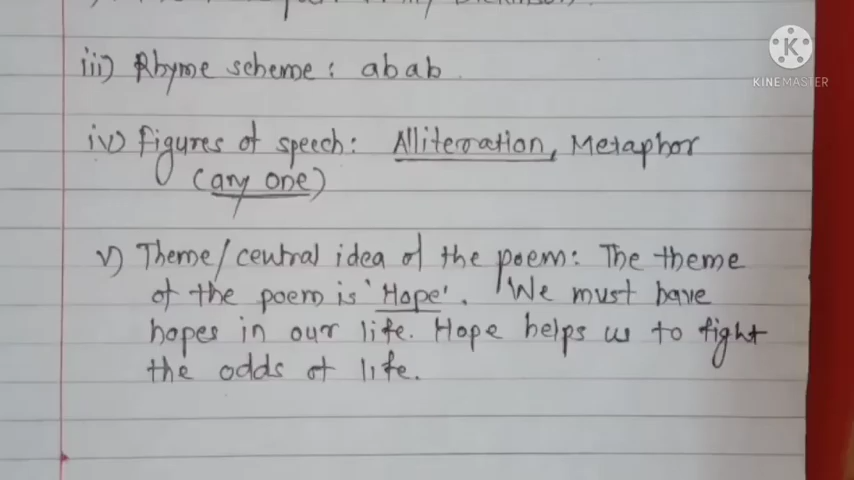 iii) Rhyme scheme: abab.
iv) Figures of speech: Alliteration, Metaphor
(any one)
v) Theme/central idea of the poem: The theme
of the poem is 'Hope'. We must have
hopes in our life. Hope helps us to fight
the odds of life.
K
KINEMASTER